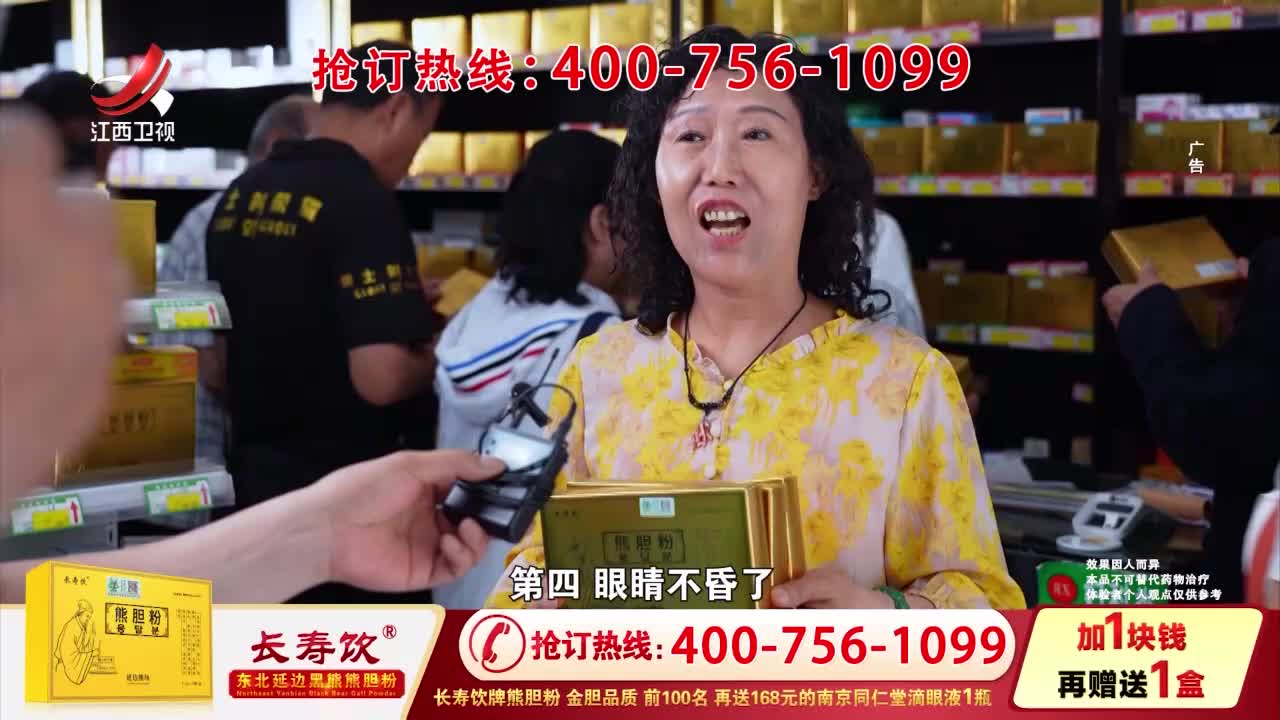 抢订热线：400-756-1099
江西卫视
广告
熊胆粉
웅담분
第四 眼睛不昏了
效果因人而异
本品不可替代药物治疗
体验者个人观点仅供参考
长寿饮
熊胆粉
웅담분
长寿饮®
东北延边黑熊熊胆粉
Northeast Yanbian Black Bear Gall Powder
抢订热线：400-756-1099
长寿饮牌熊胆粉 金胆品质 前100名 再送168元的南京同仁堂滴眼液1瓶
加1块钱
再赠送1盒